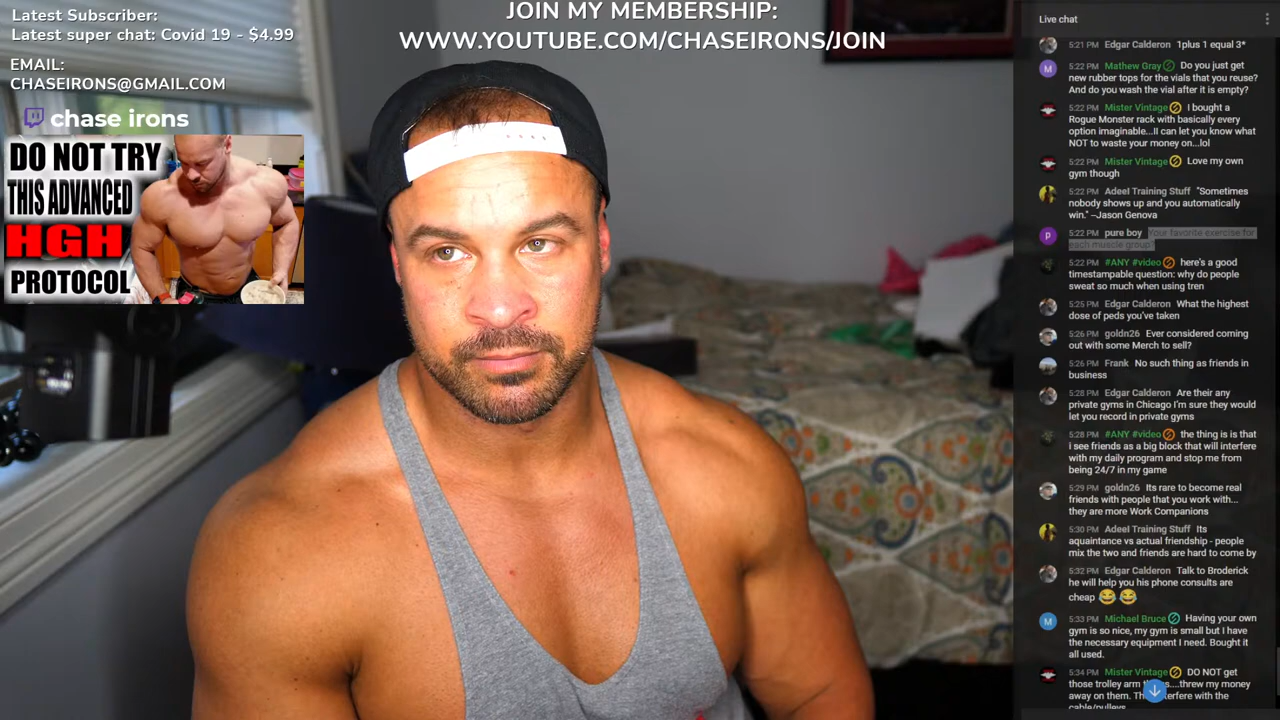 Latest Subscriber:
Latest super chat: Covid 19 - $4.99
EMAIL:
CHASEIRONS@GMAIL.COM
chase irons
DO NOT TRY
THIS ADVANCED
HGH
PROTOCOL
JOIN MY MEMBERSHIP:
WWW.YOUTUBE.COM/CHASEIRONS/JOIN
Live chat
5:21 PM Edgar Calderon 1plus 1 equal 3*
M
5:22 PM Mathew Gray Do you just get
new rubber tops for the vials that you reuse?
And do you wash the vial after it is empty?
5:22 PM Mister Vintage I bought a
Rogue Monster rack with basically every
option imaginable...II can let you know what
NOT to waste your money on...lol
5:22 PM Mister Vintage Love my own
gym though
5:22 PM Adeel Training Stuff "Sometimes
nobody shows up and you automatically
win." –Jason Genova
P
5:22 PM pure boy Your favorite exercise for
each muscle group?
5:22 PM #ANY #video here's a good
timestampable question: why do people
sweat so much when using tren
5:25 PM Edgar Calderon What the highest
dose of peds you've taken
5:26 PM goldn26 Ever considered coming
out with some Merch to sell?
5:26 PM Frank No such thing as friends in
business
5:28 PM Edgar Calderon Are their any
private gyms in Chicago I'm sure they would
let you record in private gyms
5:28 PM #ANY #video the thing is is that
I see friends as a big block that will interfere
with my daily program and stop me from
being 24/7 in my game
5:29 PM goldn26 Its rare to become real
friends with people that you work with...
they are more Work Companions
5:30 PM Adeel Training Stuff Its
aquaintance vs actual friendship - people
mix the two and friends are hard to come by
5:32 PM Edgar Calderon Talk to Broderick
he will help you his phone consults are
cheap 😂 😂
M
5:33 PM Michael Bruce Having your own
gym is so nice, my gym is small but I have
the necessary equipment I need. Bought it
all used.
5:34 PM Mister Vintage DO NOT get
those trolley arm ....threw my money
away on them. with the
cable/pulleys